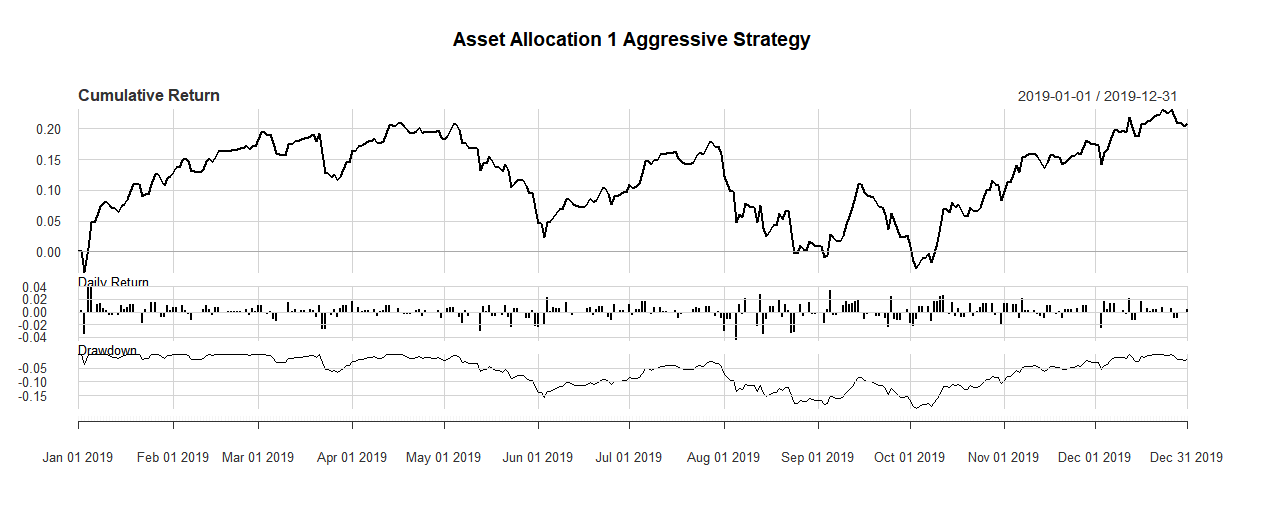 Asset Allocation 1 Aggressive Strategy
Cumulative Return
2019-01-01 / 2019-12-31
0.20
0.15
0.10
0.05
0.00
Daily Return
0.04
0.02
0.00
-0.02
-0.04
Drawdown
-0.05
-0.10
-0.15
Jan 01 2019 Feb 01 2019 Mar 01 2019 Apr 01 2019 May 01 2019 Jun 01 2019 Jul 01 2019 Aug 01 2019 Sep 01 2019 Oct 01 2019 Nov 01 2019 Dec 01 2019 Dec 31 2019